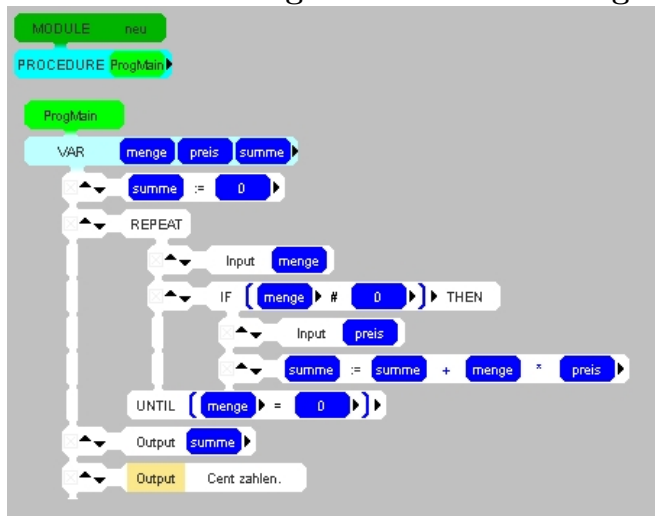 MODULE neu
PROCEDURE ProgMain
ProgMain
VAR menge preis summe
summe := 0
REPEAT
Input menge
IF ( menge # 0 ) THEN
Input preis
summe := summe + menge * preis
UNTIL ( menge = 0 )
Output summe
Output Cent zahlen.